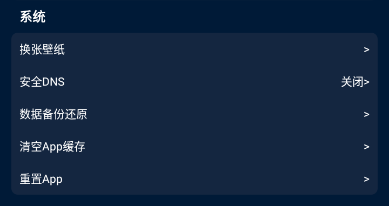 系统
换张壁纸 >
安全DNS 关闭>
数据备份还原 >
清空App缓存 >
重置App >